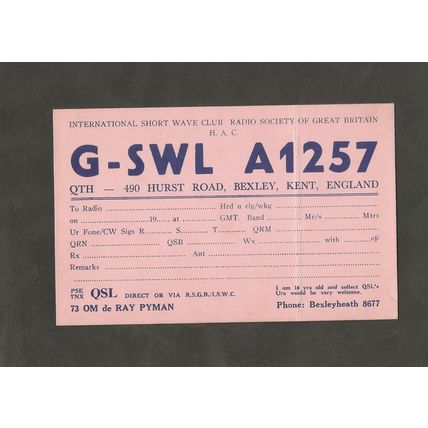 INTERNATIONAL SHORT WAVE CLUB RADIO SOCIETY OF GREAT BRITAIN
H. A. C.
G-SWL A1257
QTH — 490 HURST ROAD, BEXLEY, KENT, ENGLAND
To Radio Hrd u clg/wkg
on 19 at GMT. Band Mc/s Mtrs
Ur Fone/CW Sigs R. S. T. QRM
QRN QSB Wx with °F
Rx Ant
Remarks
PSE TNX QSL DIRECT OR VIA R.S.G.B./I.S.W.C.
I am 16 yrs old and collect QSL's
Urs would be very welcome.
73 OM de RAY PYMAN Phone: Bexleyheath 8677